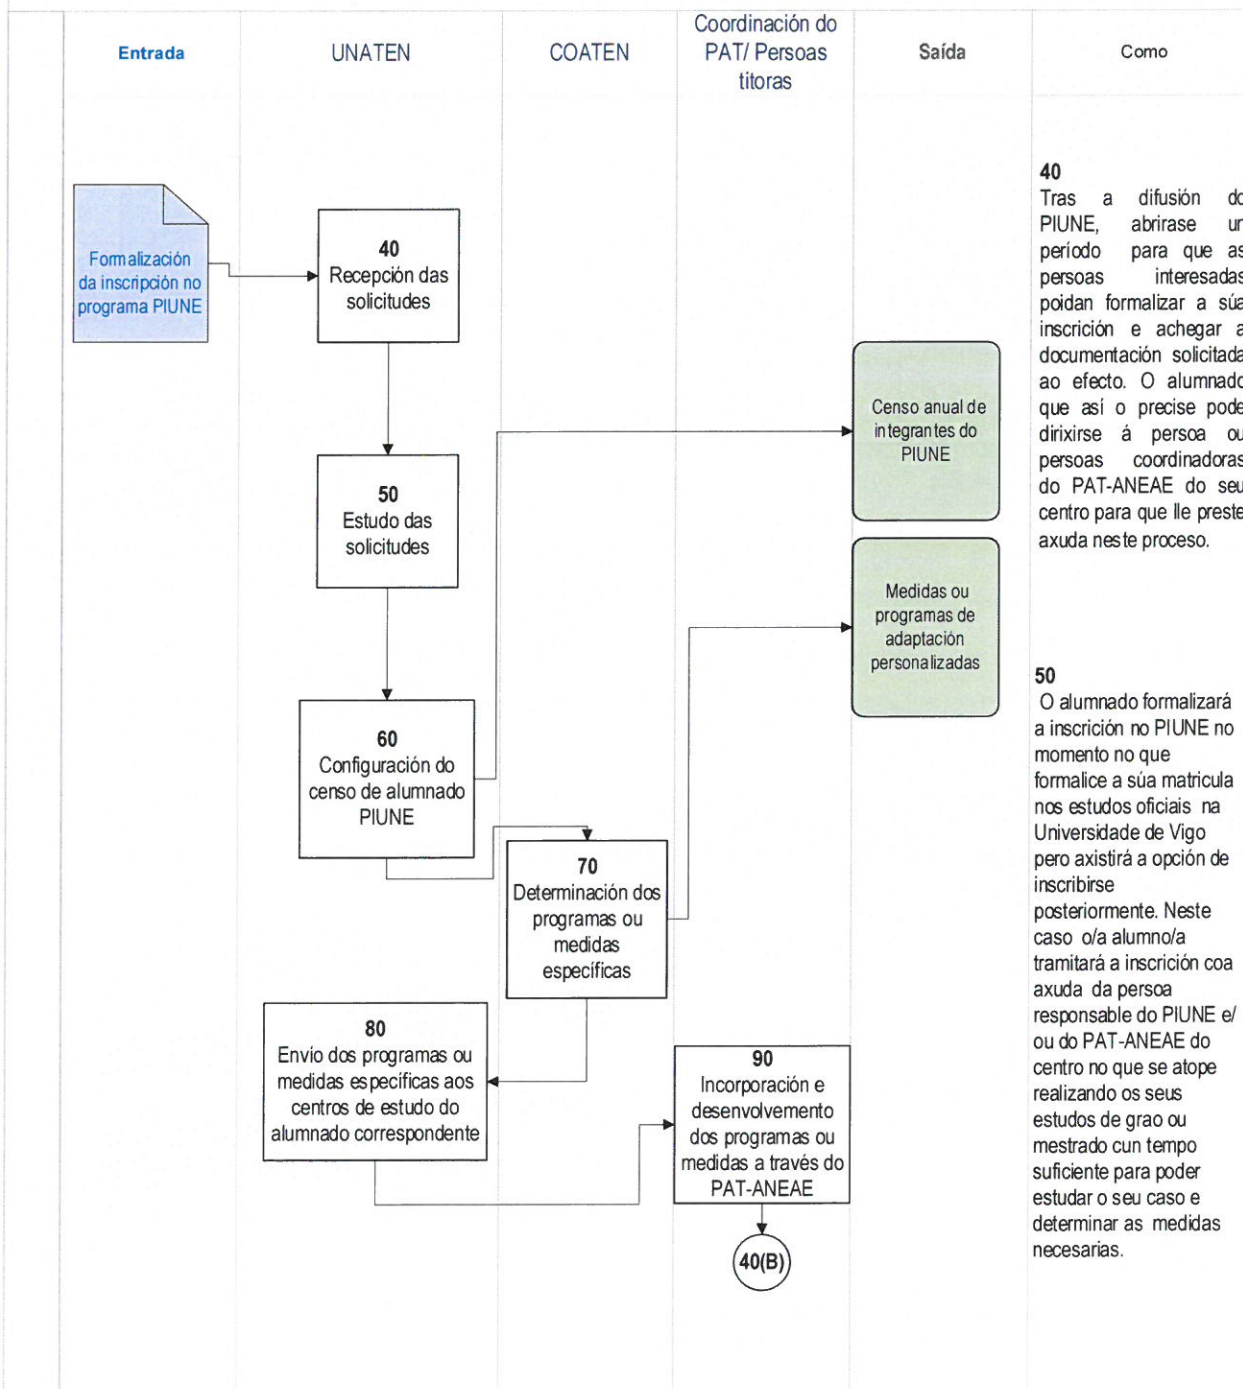 Entrada
UNATEN
COATEN
Coordinación do
PAT/ Persoas
titoras
Saída
Como
Formalización
da inscripción no
programa PIUNE
40
Recepción das
solicitudes
50
Estudo das
solicitudes
60
Configuración do
censo de alumnado
PIUNE
70
Determinación dos
programas ou
medidas
específicas
80
Envío dos programas ou
medidas específicas aos
centros de estudo do
alumnado correspondente
90
Incorporación e
desenvolvemento
dos programas ou
medidas a través do
PAT-ANEAE
40(B)
Censo anual de
integrantes do
PIUNE
Medidas ou
programas de
adaptación
personalizadas
40
Tras a difusión do
PIUNE, abrirase un
período para que as
persoas interesadas
poidan formalizar a súa
inscrición e achegar a
documentación solicitada
ao efecto. O alumnado
que así o precise pode
dirixirse á persoa ou
persoas coordinadoras
do PAT-ANEAE do seu
centro para que lle preste
axuda neste proceso.
50
O alumnado formalizará
a inscrición no PIUNE no
momento no que
formalice a súa matricula
nos estudos oficiais na
Universidade de Vigo
pero axistirá a opción de
inscribirse
posteriormente. Neste
caso o/a alumno/a
tramitará a inscrición coa
axuda da persoa
responsable do PIUNE e/
ou do PAT-ANEAE do
centro no que se atope
realizando os seus
estudos de grao ou
mestrado cun tempo
suficiente para poder
estudar o seu caso e
determinar as medidas
necesarias.